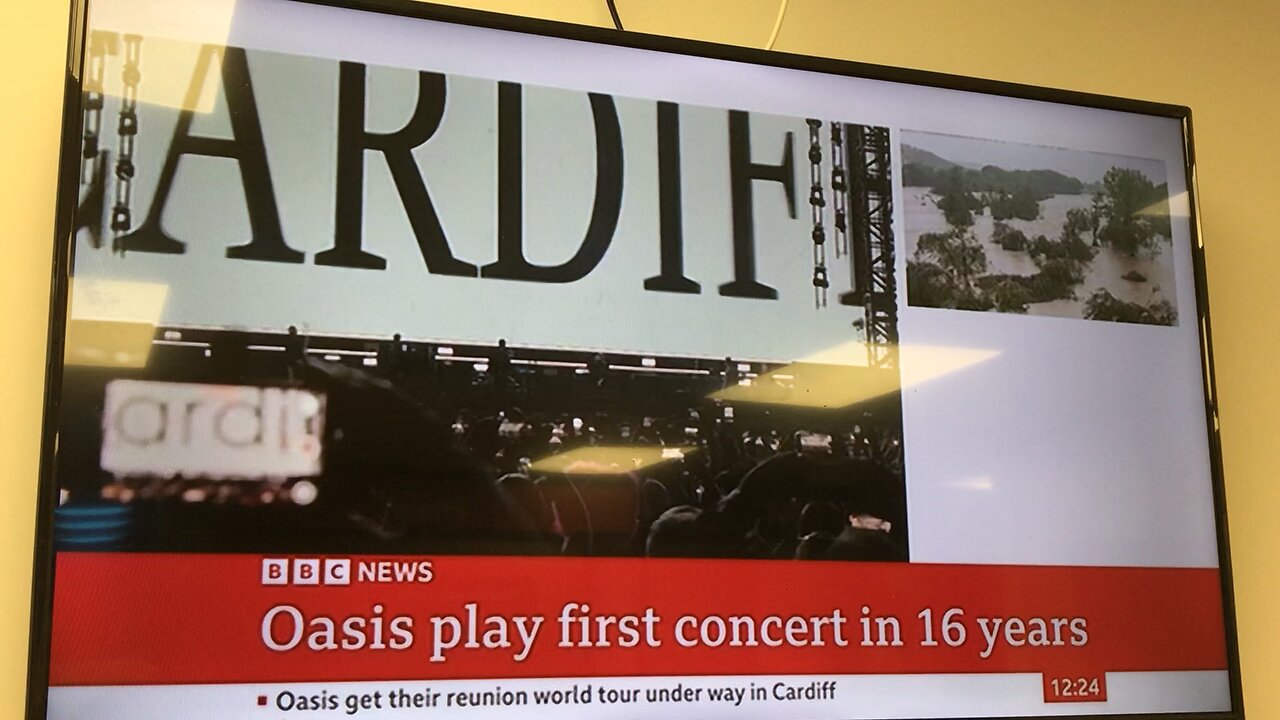 CARDIFF
ardi
BBC NEWS
Oasis play first concert in 16 years
▪ Oasis get their reunion world tour under way in Cardiff
12:24